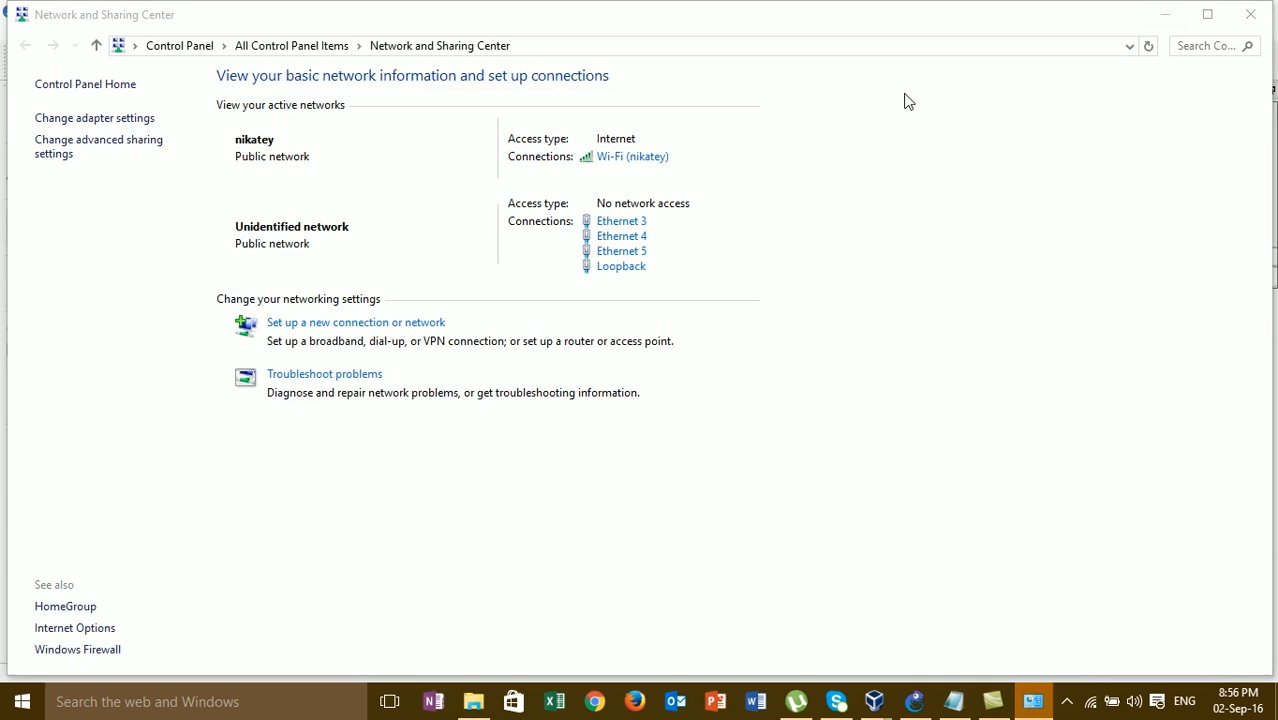 Network and Sharing Center
Control Panel > All Control Panel Items > Network and Sharing Center
Search Co...
Control Panel Home
Change adapter settings
Change advanced sharing
settings
View your basic network information and set up connections
View your active networks
nikatey
Public network
Access type: Internet
Connections: Wi-Fi (nikatey)
Unidentified network
Public network
Access type: No network access
Connections: Ethernet 3
Ethernet 4
Ethernet 5
Loopback
Change your networking settings
Set up a new connection or network
Set up a broadband, dial-up, or VPN connection; or set up a router or access point.
Troubleshoot problems
Diagnose and repair network problems, or get troubleshooting information.
See also
HomeGroup
Internet Options
Windows Firewall
Search the web and Windows
ENG
8:56 PM
02-Sep-16